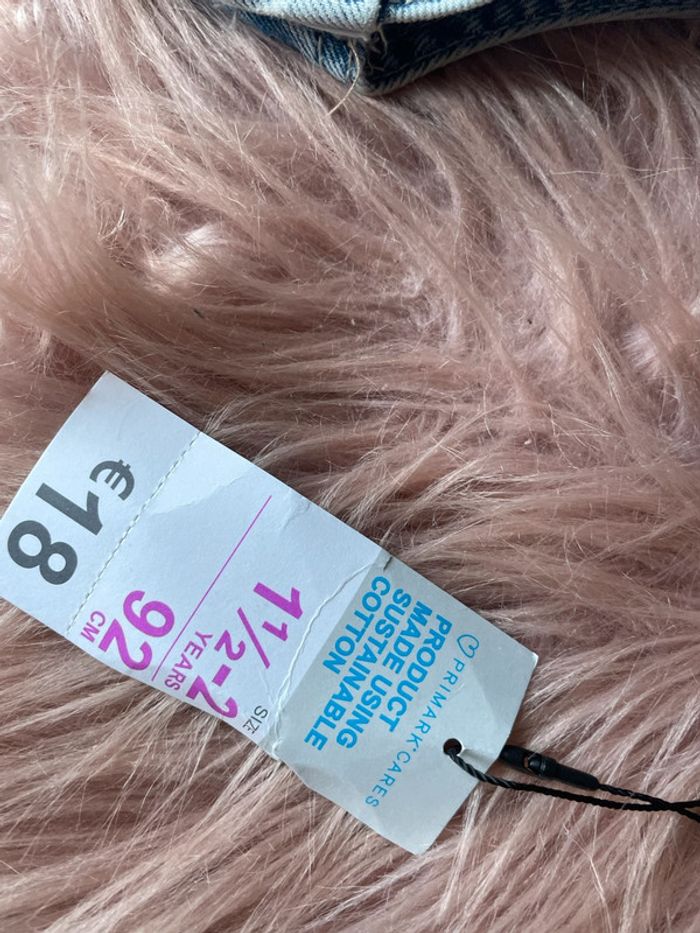 PRIMARK CARES
PRODUCT
MADE USING
SUSTAINABLE
COTTON
SIZE
1½-2
YEARS
92
CM
€18